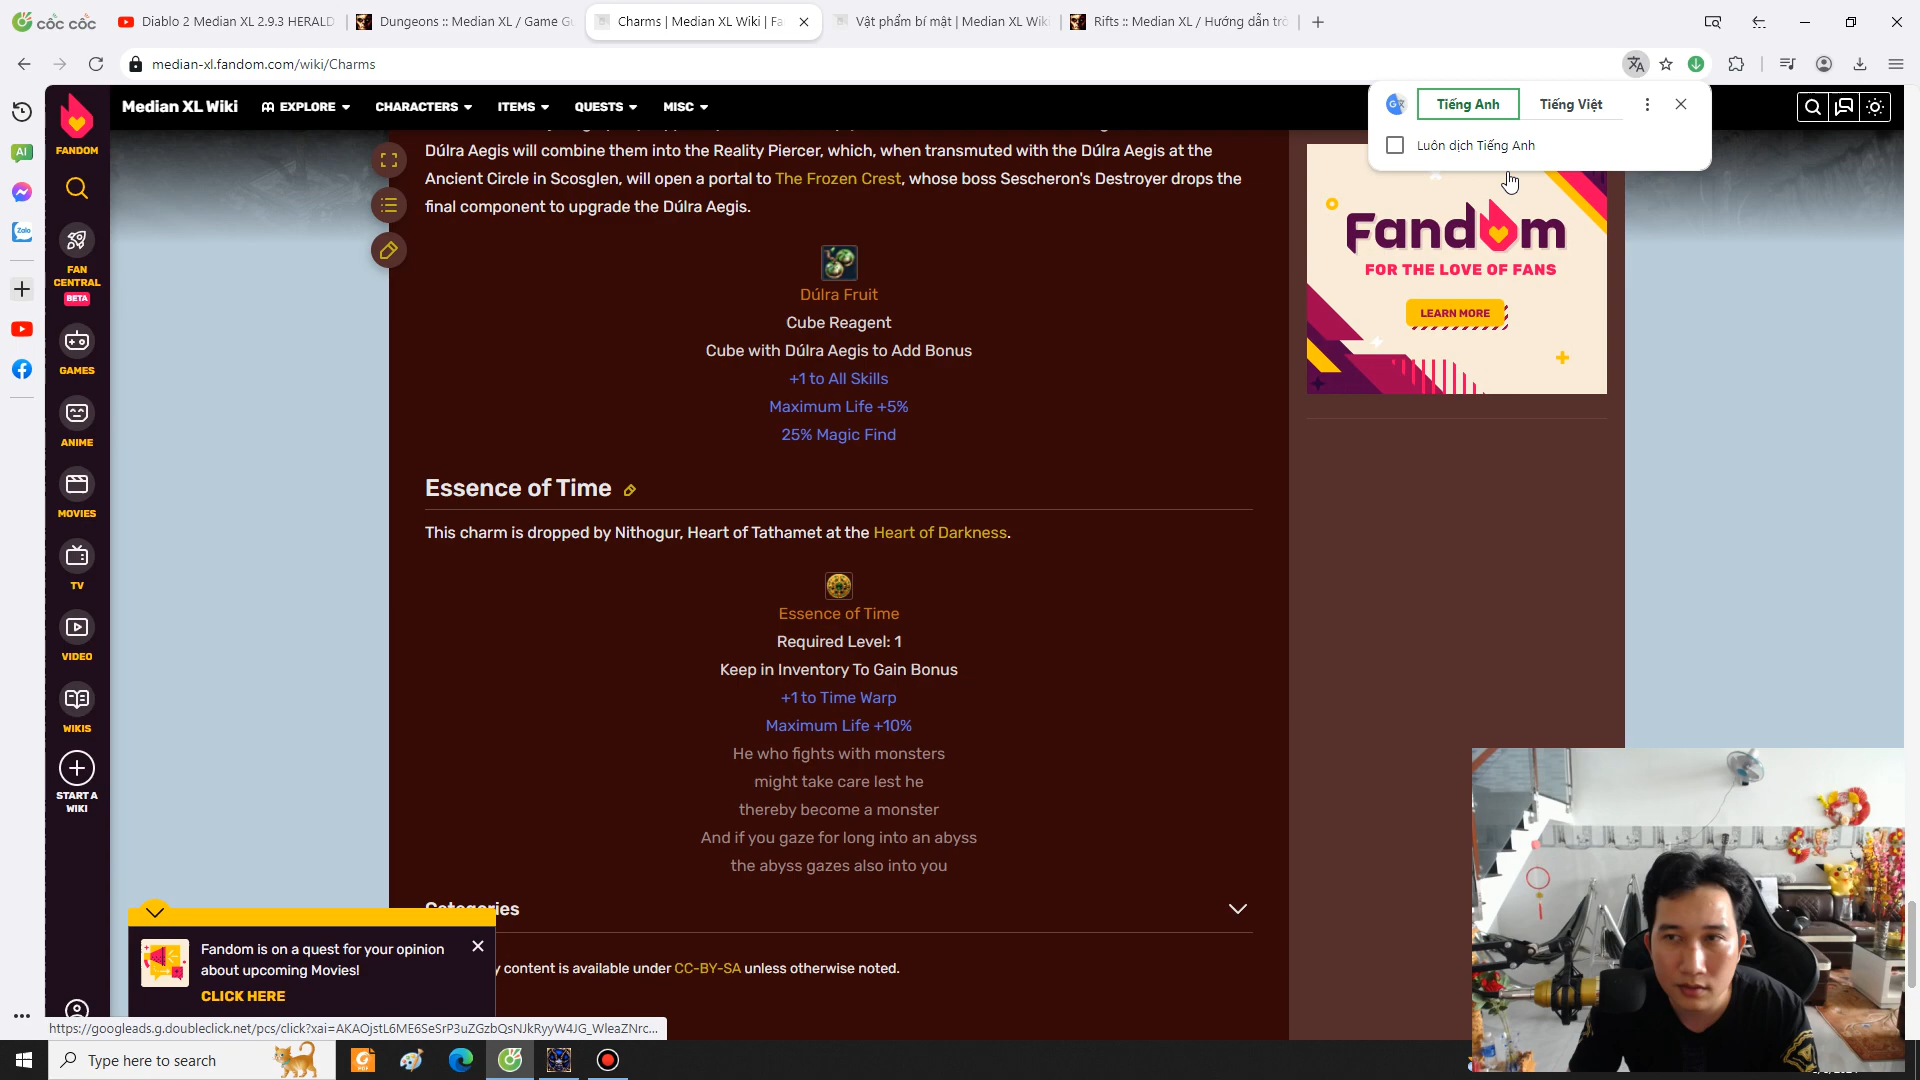 cốc cốc
Diablo 2 Median XL 2.9.3 HERALD
Dungeons :: Median XL / Game Gu
Charms | Median XL Wiki | Fa
Vật phẩm bí mật | Median XL Wiki
Rifts :: Median XL / Hướng dẫn trò
median-xl.fandom.com/wiki/Charms
Median XL Wiki
EXPLORE
CHARACTERS
ITEMS
QUESTS
MISC
Tiếng Anh
Tiếng Việt
Luôn dịch Tiếng Anh
AI
Zalo
FANDOM
FAN
CENTRAL
BETA
GAMES
ANIME
MOVIES
TV
VIDEO
WIKIS
START A
WIKI
Dúlra Aegis will combine them into the Reality Piercer, which, when transmuted with the Dúlra Aegis at the
Ancient Circle in Scosglen, will open a portal to The Frozen Crest, whose boss Sescheron's Destroyer drops the
final component to upgrade the Dúlra Aegis.
Dúlra Fruit
Cube Reagent
Cube with Dúlra Aegis to Add Bonus
+1 to All Skills
Maximum Life +5%
25% Magic Find
Essence of Time
This charm is dropped by Nithogur, Heart of Tathamet at the Heart of Darkness.
Essence of Time
Required Level: 1
Keep in Inventory To Gain Bonus
+1 to Time Warp
Maximum Life +10%
He who fights with monsters
might take care lest he
thereby become a monster
And if you gaze for long into an abyss
the abyss gazes also into you
Categories
y content is available under CC-BY-SA unless otherwise noted.
Fandom
FOR THE LOVE OF FANS
LEARN MORE
Fandom is on a quest for your opinion
about upcoming Movies!
CLICK HERE
https://googleads.g.doubleclick.net/pcs/click?xai=AKAOjstL6ME6SeSrP3uZGzbQsNJkRyyW4JG_WleaZNrc...
Type here to search